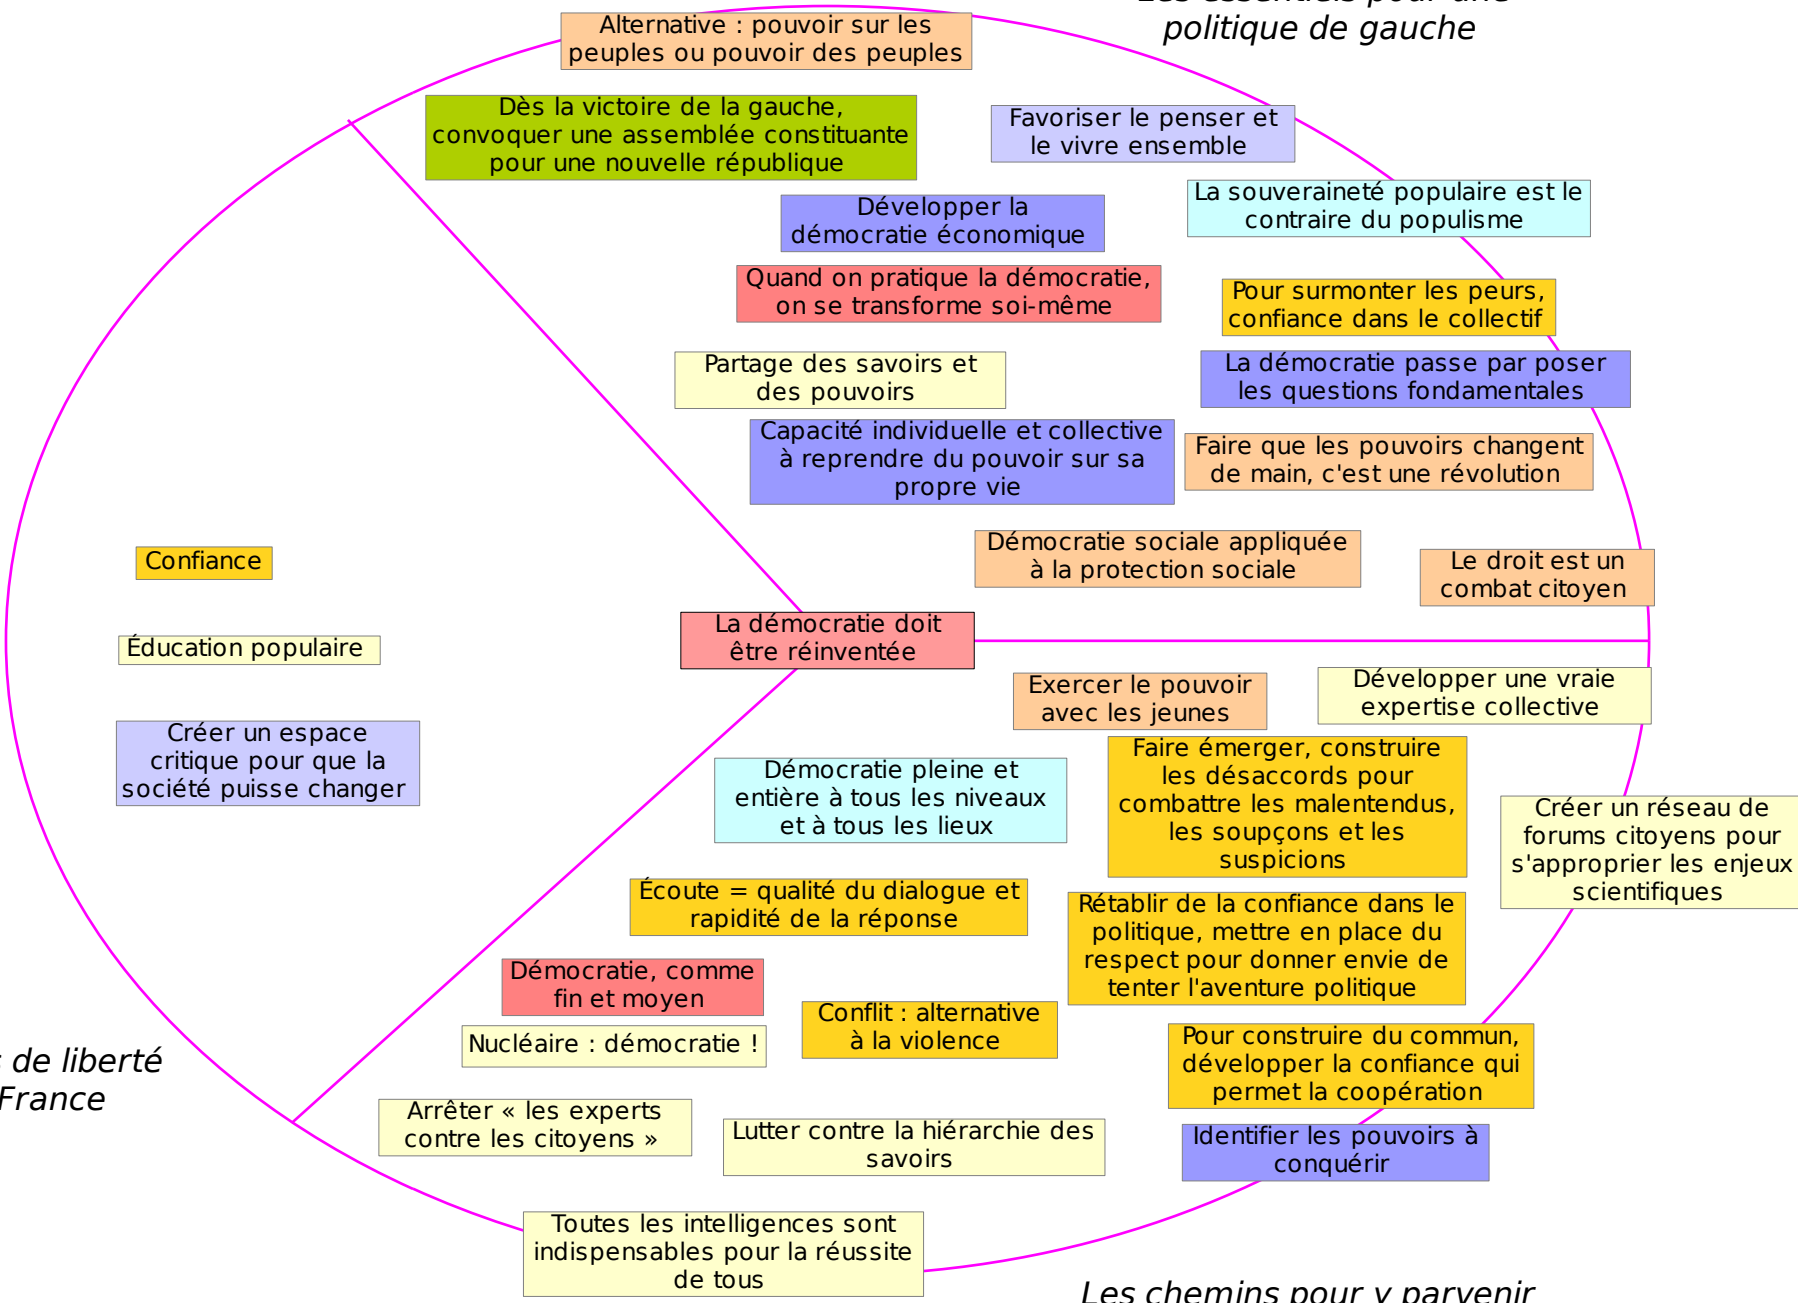 Les essentiels pour une
politique de gauche
Alternative : pouvoir sur les
peuples ou pouvoir des peuples
Dès la victoire de la gauche,
convoquer une assemblée constituante
pour une nouvelle république
Favoriser le penser et
le vivre ensemble
Développer la
démocratie économique
La souveraineté populaire est le
contraire du populisme
Quand on pratique la démocratie,
on se transforme soi-même
Pour surmonter les peurs,
confiance dans le collectif
Partage des savoirs et
des pouvoirs
La démocratie passe par poser
les questions fondamentales
Capacité individuelle et collective
à reprendre du pouvoir sur sa
propre vie
Faire que les pouvoirs changent
de main, c'est une révolution
Démocratie sociale appliquée
à la protection sociale
Le droit est un
combat citoyen
Confiance
Éducation populaire
Créer un espace
critique pour que la
société puisse changer
La démocratie doit
être réinventée
Exercer le pouvoir
avec les jeunes
Développer une vraie
expertise collective
Démocratie pleine et
entière à tous les niveaux
et à tous les lieux
Faire émerger, construire
les désaccords pour
combattre les malentendus,
les soupçons et les
suspicions
Créer un réseau de
forums citoyens pour
s'approprier les enjeux
scientifiques
Écoute = qualité du dialogue et
rapidité de la réponse
Rétablir de la confiance dans le
politique, mettre en place du
respect pour donner envie de
tenter l'aventure politique
Démocratie, comme
fin et moyen
Conflit : alternative
à la violence
Nucléaire : démocratie !
Pour construire du commun,
développer la confiance qui
permet la coopération
de liberté
France
Arrêter « les experts
contre les citoyens »
Lutter contre la hiérarchie des
savoirs
Identifier les pouvoirs à
conquérir
Toutes les intelligences sont
indispensables pour la réussite
de tous
Les chemins pour y parvenir